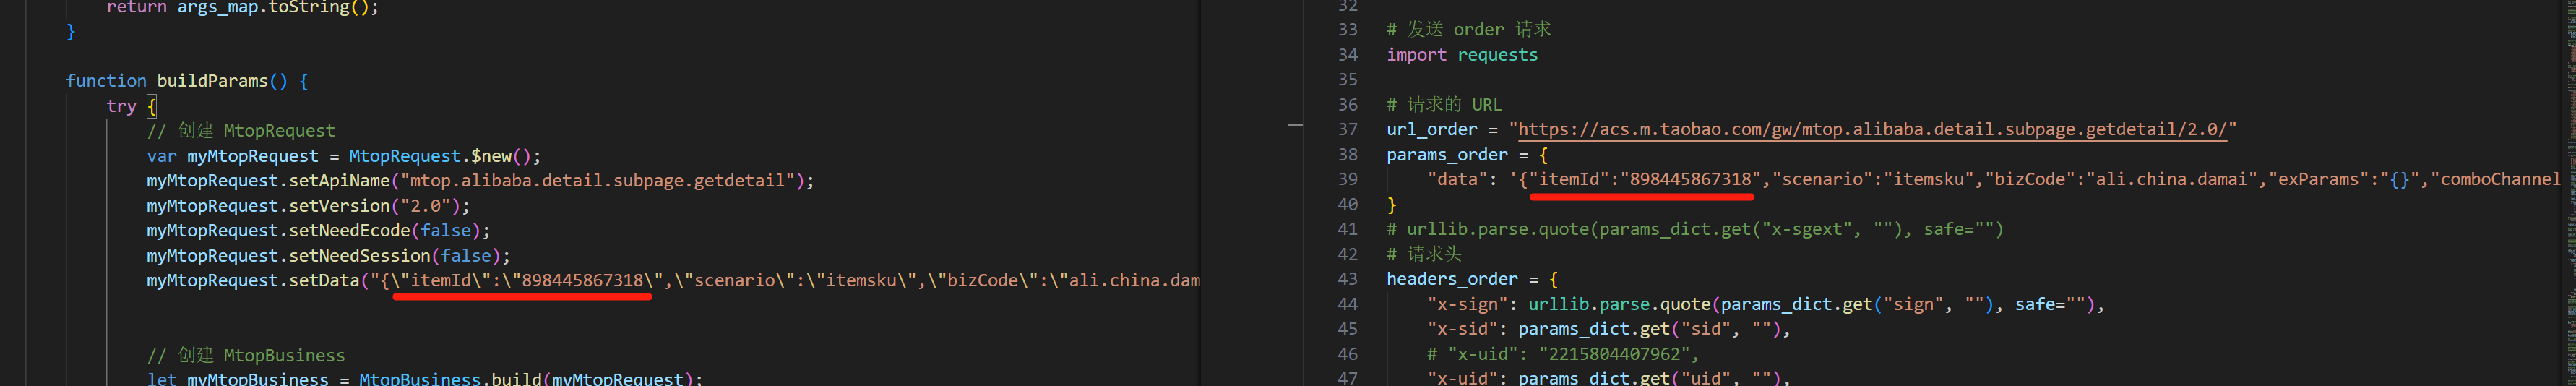 return args_map.toString();
}
function buildParams() {
try {
// 创建 MtopRequest
var myMtopRequest = MtopRequest.$new();
myMtopRequest.setApiName("mtop.alibaba.detail.subpage.getdetail");
myMtopRequest.setVersion("2.0");
myMtopRequest.setNeedEcode(false);
myMtopRequest.setNeedSession(false);
myMtopRequest.setData("{\"itemId\":\"898445867318\",\"scenario\":\"itemsku\",\"bizCode\":\"ali.china.dam
// 创建 MtopBusiness
let myMtopBusiness = MtopBusiness.build(myMtopRequest);
32
33 # 发送 order 请求
34 import requests
35
36 # 请求的 URL
37 url_order = "https://acs.m.taobao.com/gw/mtop.alibaba.detail.subpage.getdetail/2.0/"
38 params_order = {
39 "data": '{"itemId":"898445867318","scenario":"itemsku","bizCode":"ali.china.damai","exParams":"{}","comboChannel
40 }
41 # urllib.parse.quote(params_dict.get("x-sgext", ""), safe="")
42 # 请求头
43 headers_order = {
44 "x-sign": urllib.parse.quote(params_dict.get("sign", ""), safe=""),
45 "x-sid": params_dict.get("sid", ""),
46 # "x-uid": "2215804407962",
47 "x-uid": params_dict.get("uid", ""),